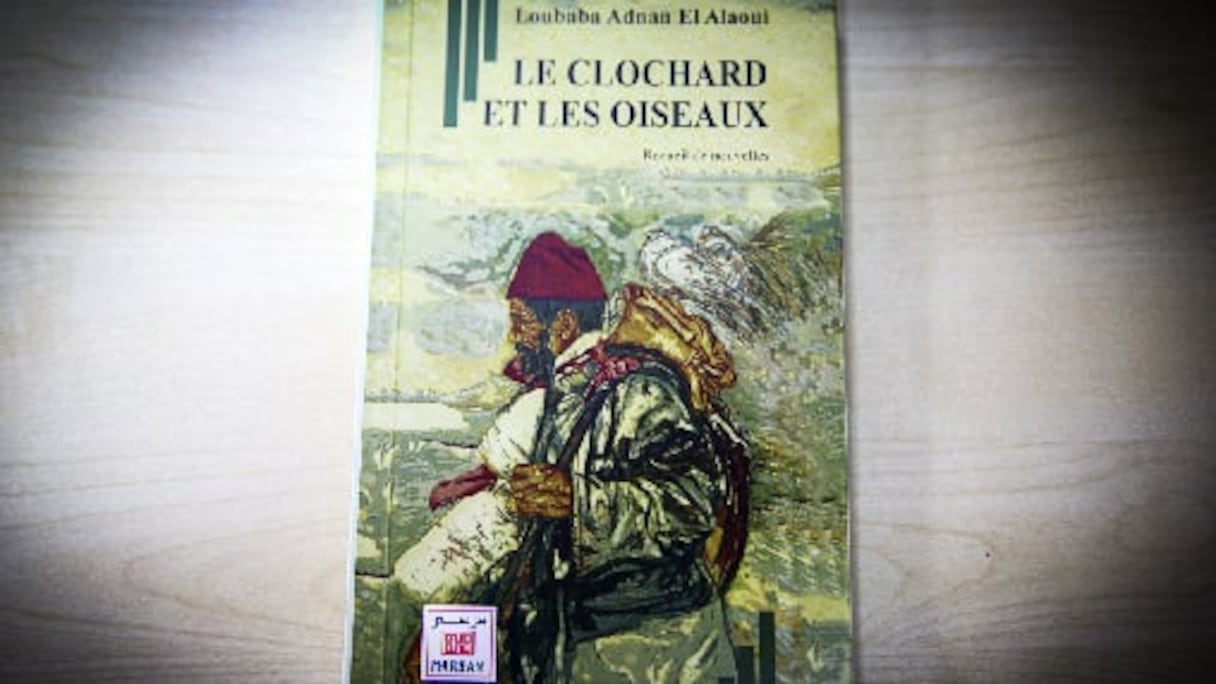 Loubaba Adnan El Alaoui
LE CLOCHARD
ET LES OISEAUX
Recueil de nouvelles
مرسم
MARSAM